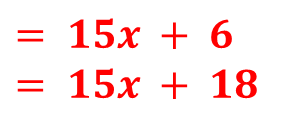 = 15x + 6
= 15x + 18